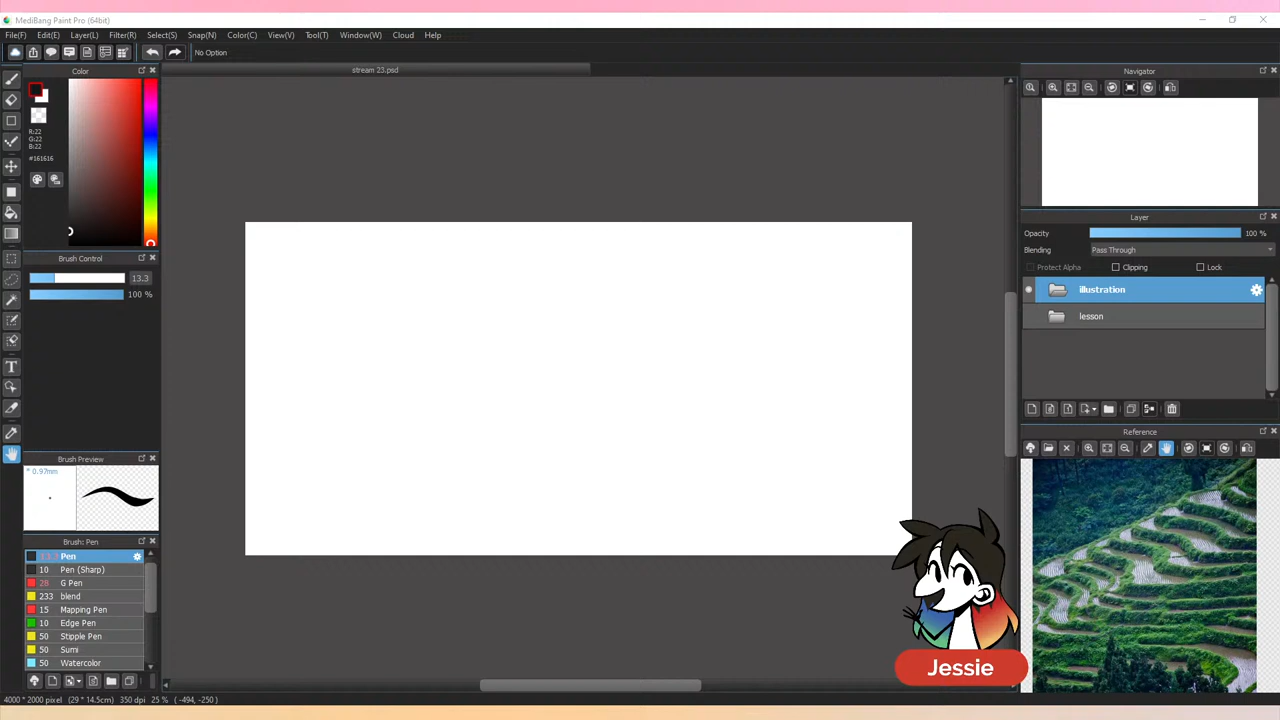 MediBang Paint Pro (64bit)
File(F) Edit(E) Layer(L) Filter(R) Select(S) Snap(N) Color(C) View(V) Tool(T) Window(W) Cloud Help
No Option
Color
stream 23.psd
Navigator
R:22
G:22
B:22
#161616
Layer
Opacity 100 %
Blending Pass Through
Protect Alpha Clipping Lock
illustration
lesson
Brush Control
13.3
100 %
Reference
Brush Preview
* 0.97mm
Brush: Pen
Pen
10 Pen (Sharp)
28 G Pen
233 blend
15 Mapping Pen
10 Edge Pen
50 Stipple Pen
50 Sumi
50 Watercolor
Jessie
4000 * 2000 pixel (29 * 14.5cm) 350 dpi 25 % (-494, -250)